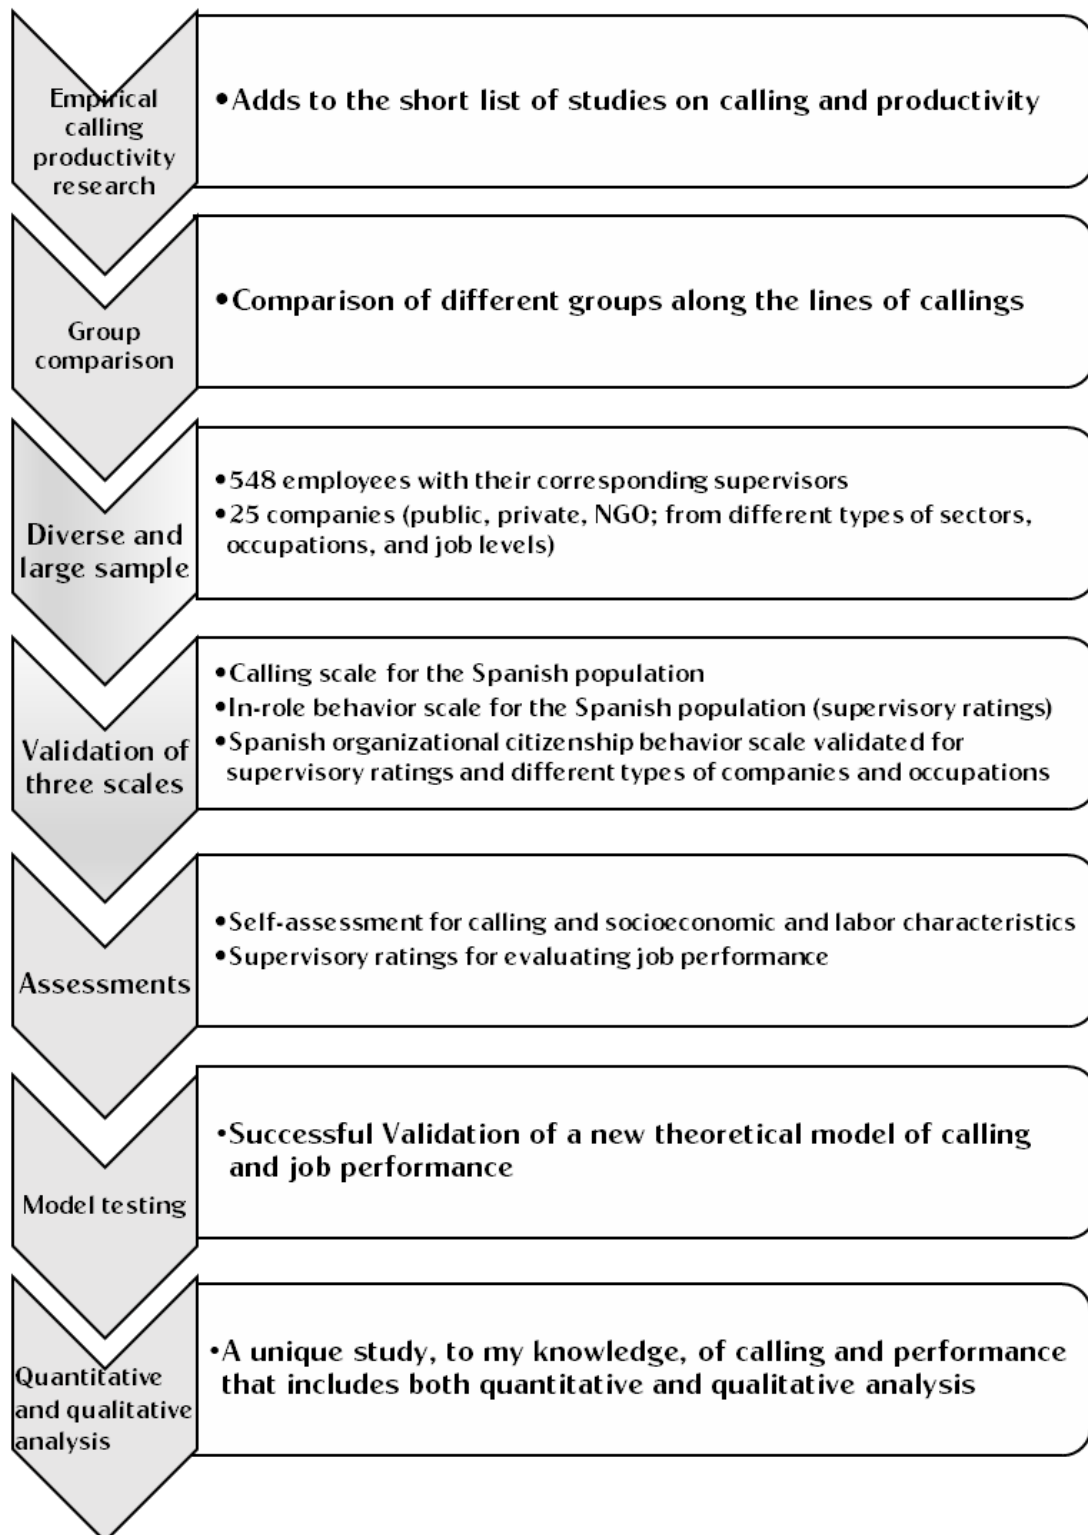 Empirical
calling
productivity
research
•Adds to the short list of studies on calling and productivity
Group
comparison
•Comparison of different groups along the lines of callings
Diverse and
large sample
•548 employees with their corresponding supervisors
•25 companies (public, private, NGO; from different types of sectors,
occupations, and job levels)
Validation of
three scales
•Calling scale for the Spanish population
•In-role behavior scale for the Spanish population (supervisory ratings)
•Spanish organizational citizenship behavior scale validated for
supervisory ratings and different types of companies and occupations
Assessments
•Self-assessment for calling and socioeconomic and labor characteristics
•Supervisory ratings for evaluating job performance
Model testing
•Successful Validation of a new theoretical model of calling
and job performance
Quantitative
and qualitative
analysis
•A unique study, to my knowledge, of calling and performance
that includes both quantitative and qualitative analysis